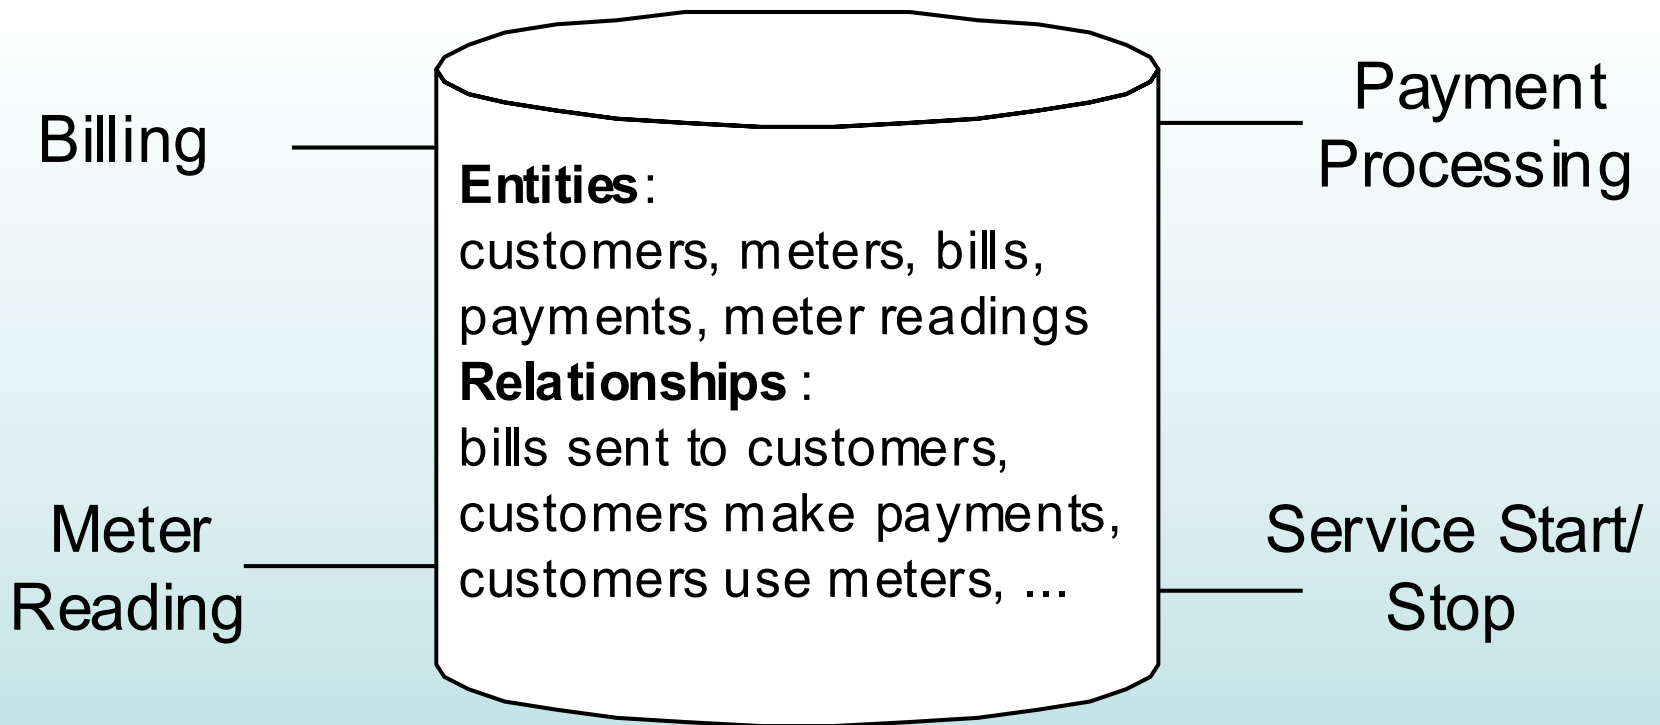 Billing
Payment
Processing
Entities:
customers, meters, bills,
payments, meter readings
Relationships :
bills sent to customers,
customers make payments,
customers use meters, ...
Meter
Reading
Service Start/
Stop